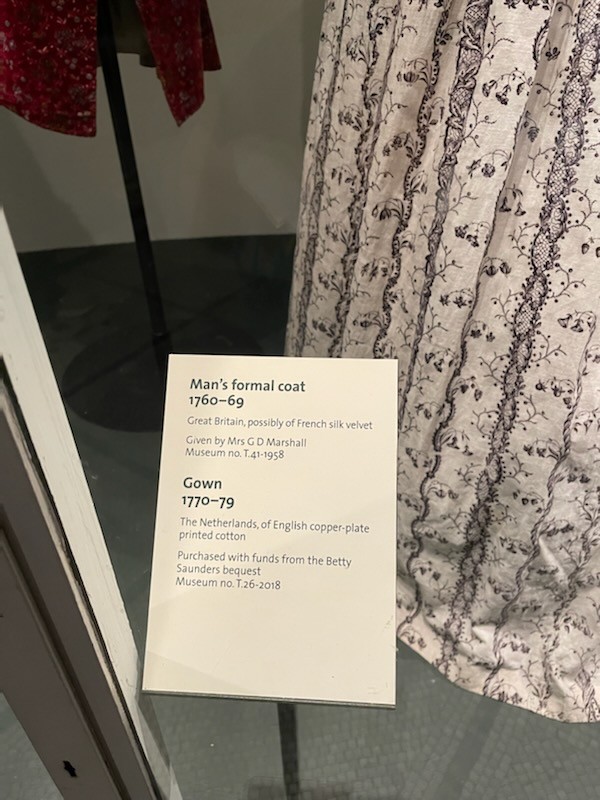 Man's formal coat
1760–69
Great Britain, possibly of French silk velvet
Given by Mrs G D Marshall
Museum no. T.41-1958
Gown
1770–79
The Netherlands, of English copper-plate
printed cotton
Purchased with funds from the Betty
Saunders bequest
Museum no. T.26-2018